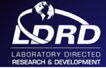 LDRD
LABORATORY DIRECTED
RESEARCH & DEVELOPMENT